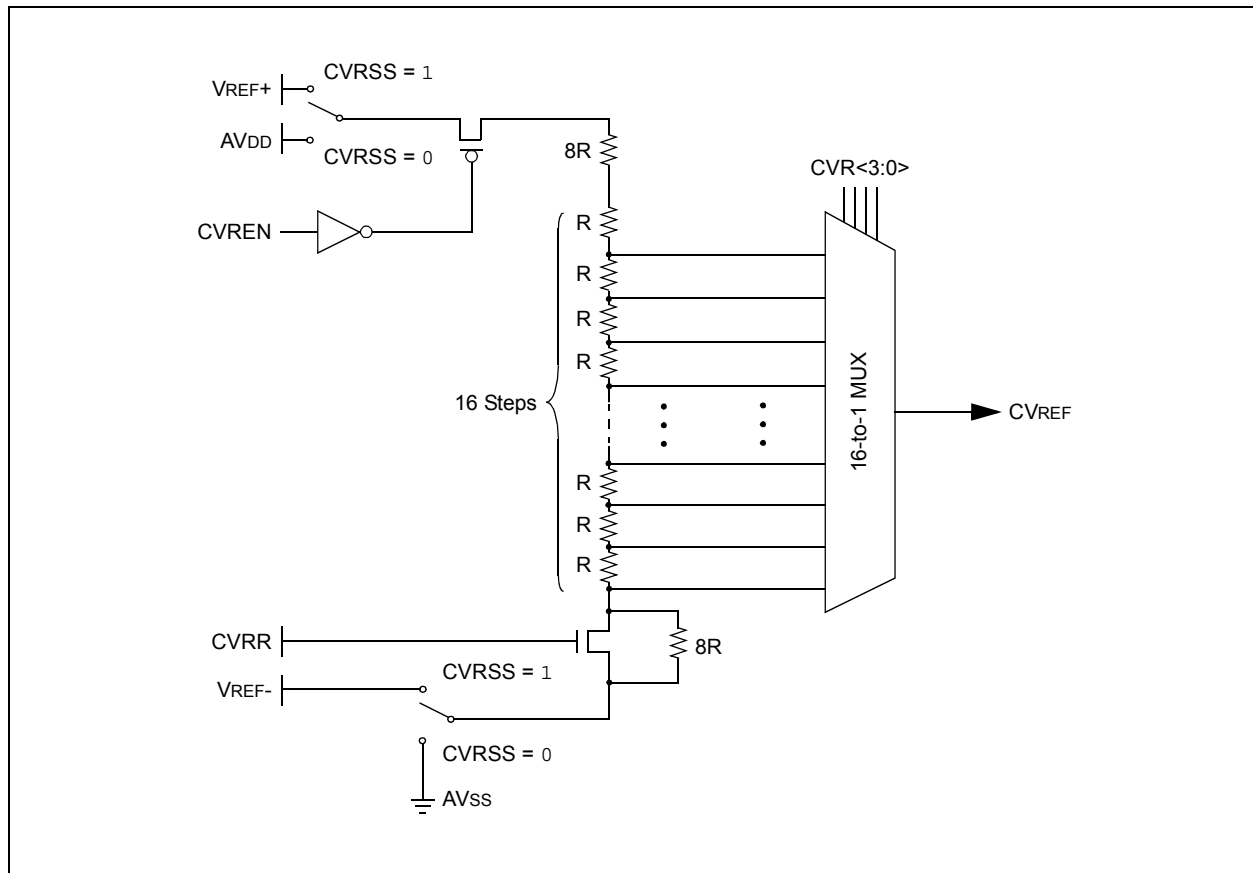 CVRSS = 1
VREF+
AVDD
CVRSS = 0
8R
CVR<3:0>
CVREN
R
R
R
R
16 Steps
16-to-1 MUX
CVREF
R
R
R
CVRR
8R
CVRSS = 1
VREF-
CVRSS = 0
AVSS